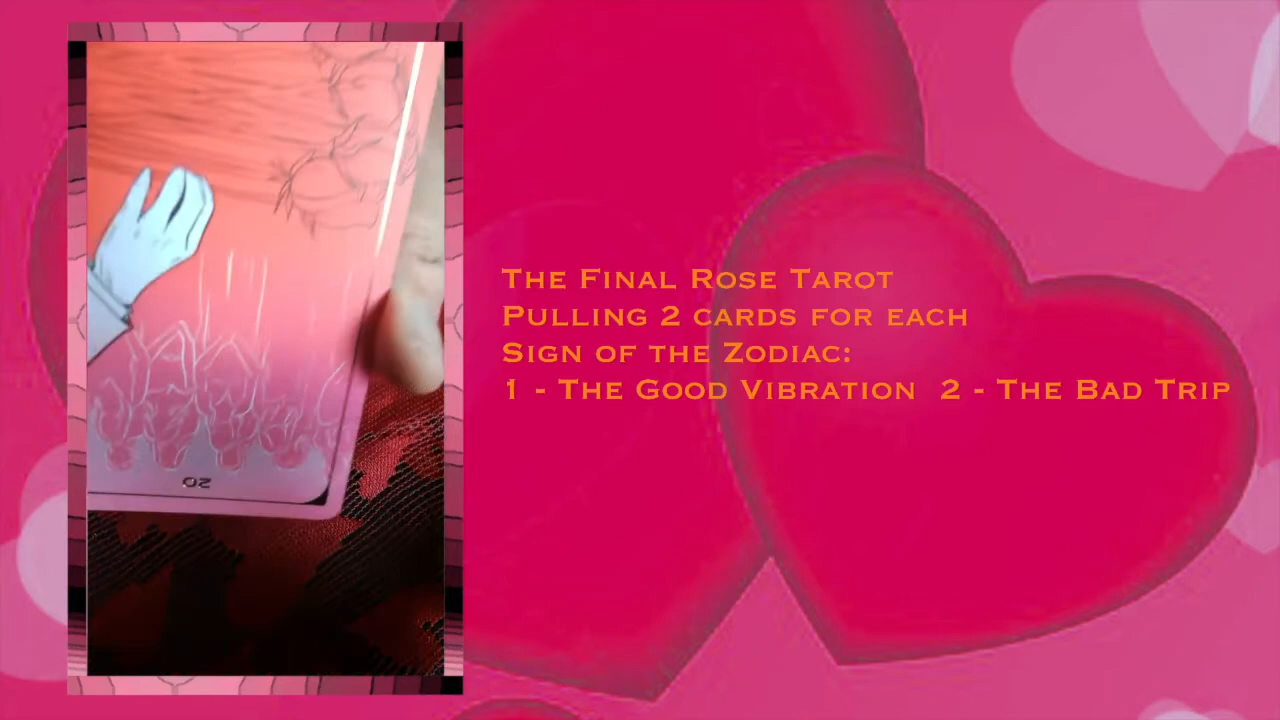 The Final Rose Tarot
Pulling 2 cards for each
Sign of the Zodiac:
1 - The Good Vibration 2 - The Bad Trip
20